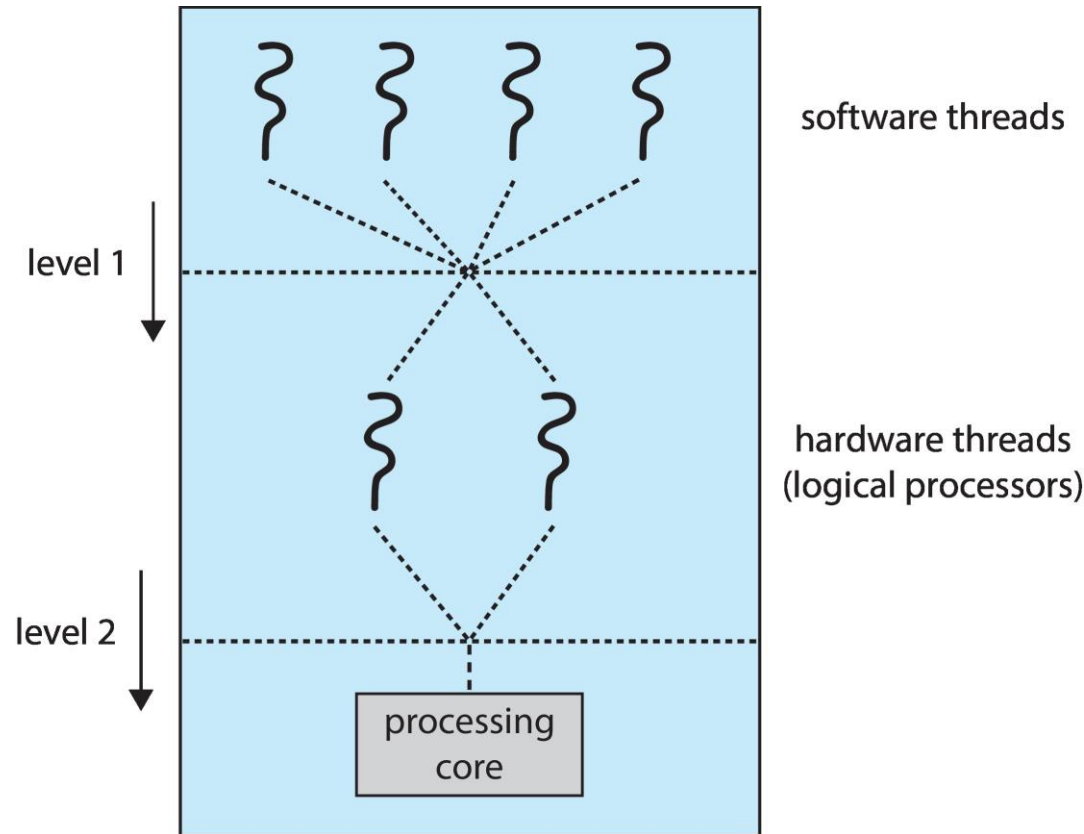 software threads
level 1
hardware threads
(logical processors)
level 2
processing
core